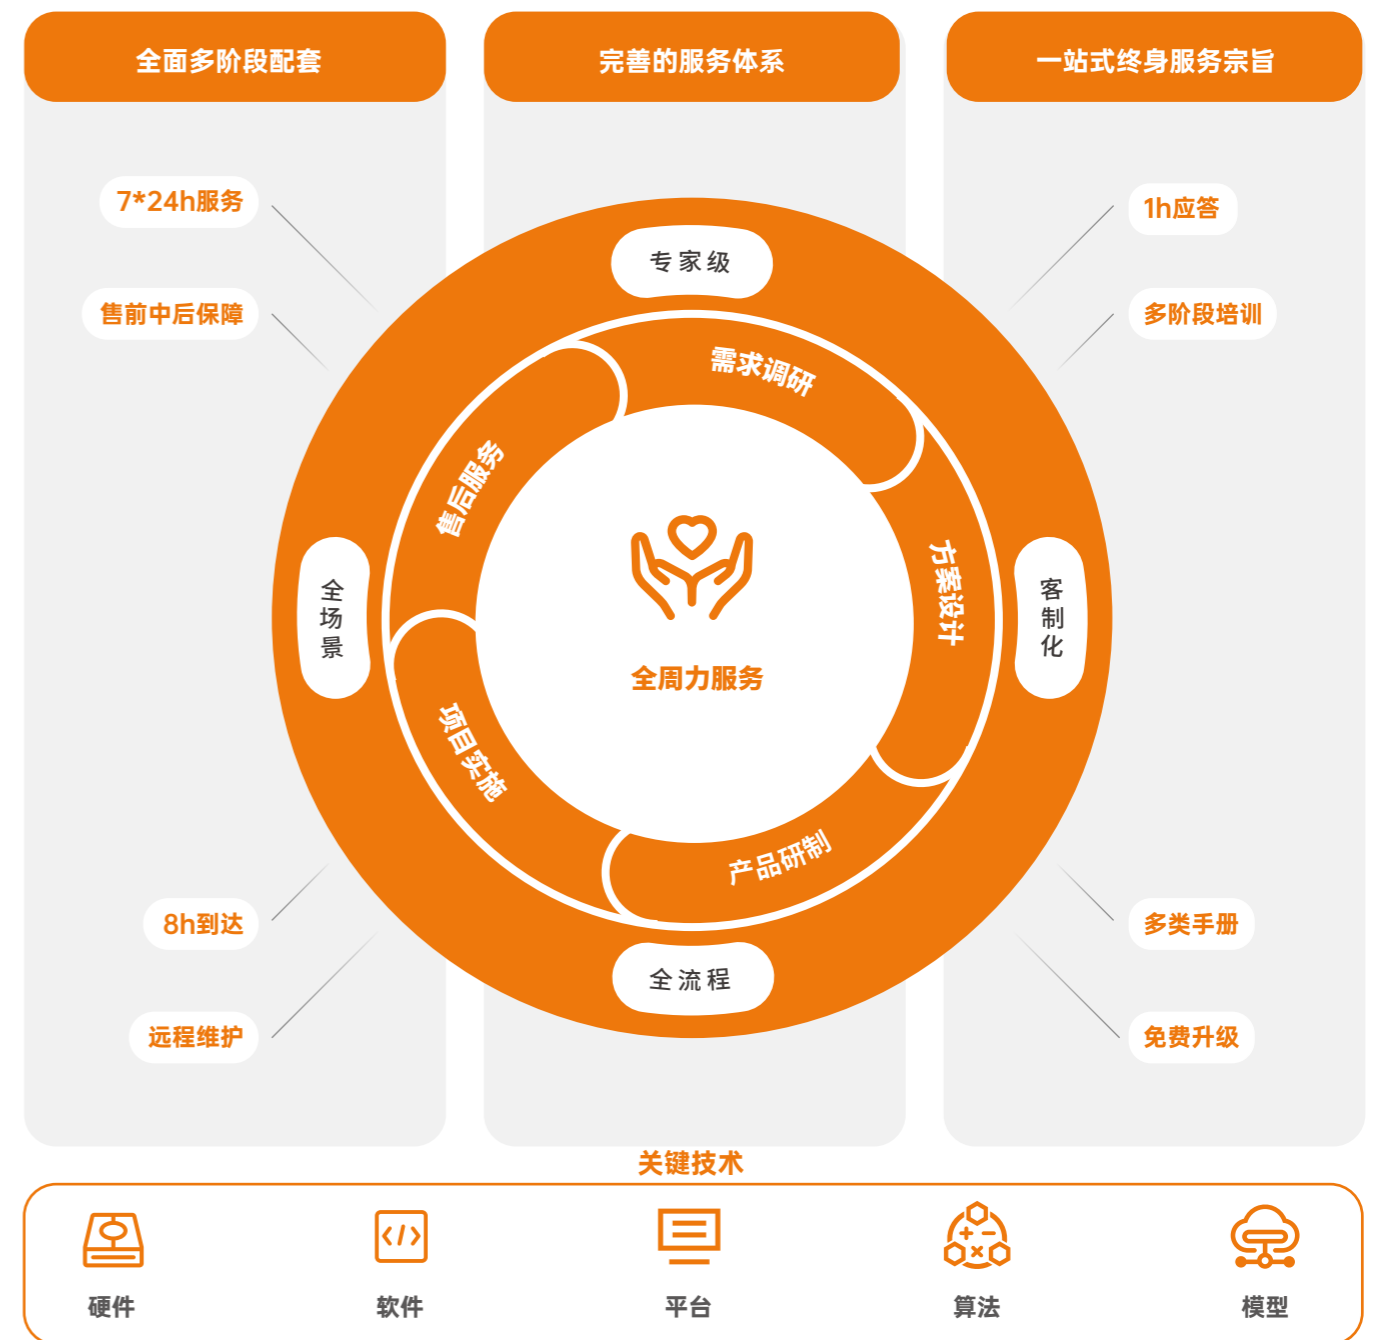 全面多阶段配套
完善的服务体系
一站式终身服务宗旨
7*24h服务
售前中后保障
8h到达
远程维护
专家级
全场景
客制化
全流程
需求调研
方案设计
产品研制
项目实施
售后服务
全周力服务
1h应答
多阶段培训
多类手册
免费升级
关键技术
硬件
软件
平台
算法
模型